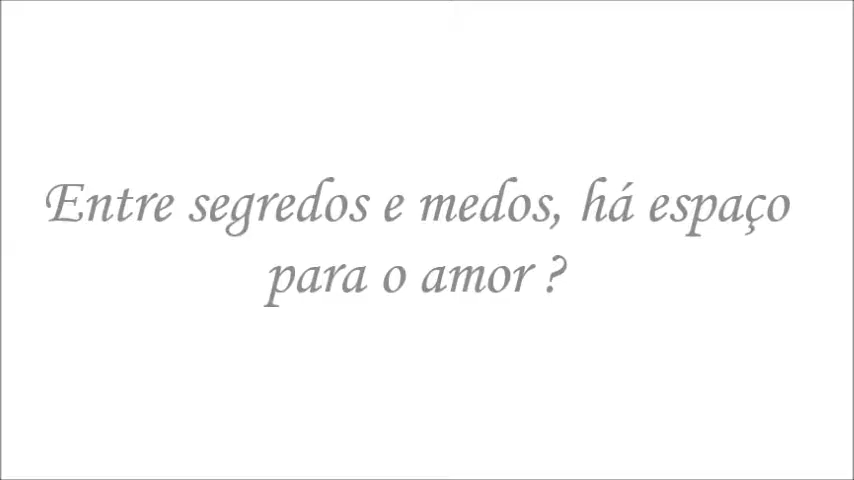 Entre segredos e medos, há espaço
para o amor ?